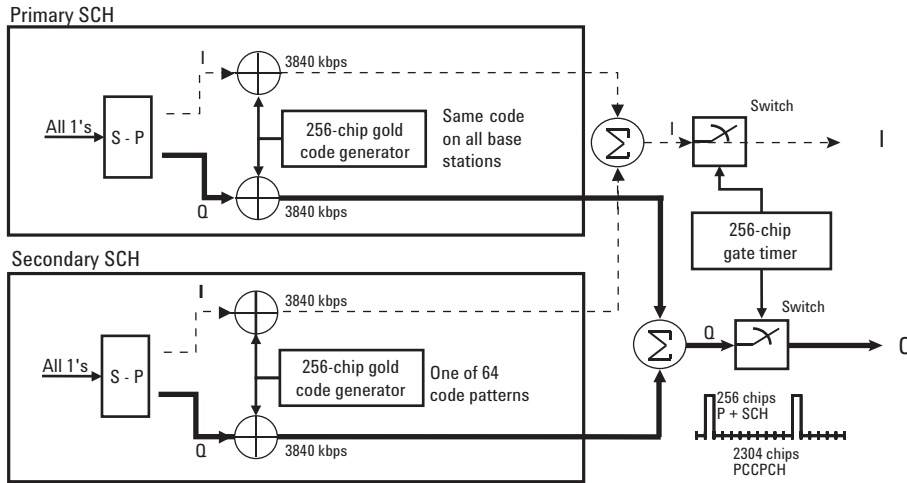 Primary SCH
I
3840 kbps
All 1's
S - P
256-chip gold
code generator
Same code
on all base
stations
Q
3840 kbps
Σ
I
Switch
I
256-chip
gate timer
Secondary SCH
I
3840 kbps
All 1's
S - P
256-chip gold
code generator
One of 64
code patterns
Q
3840 kbps
Σ
Q
Switch
Q
256 chips
P + SCH
2304 chips
PCCPCH